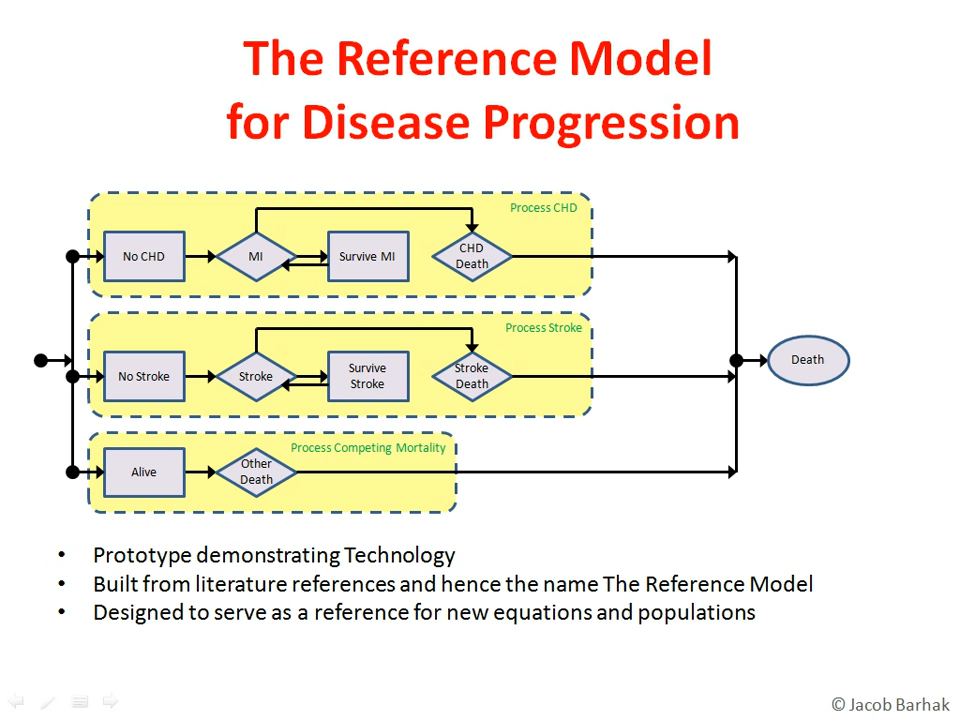 The Reference Model
for Disease Progression
Process CHD
No CHD
MI
Survive MI
CHD
Death
Process Stroke
No Stroke
Stroke
Survive
Stroke
Stroke
Death
Death
Process Competing Mortality
Alive
Other
Death
• Prototype demonstrating Technology
• Built from literature references and hence the name The Reference Model
• Designed to serve as a reference for new equations and populations
© Jacob Barhak